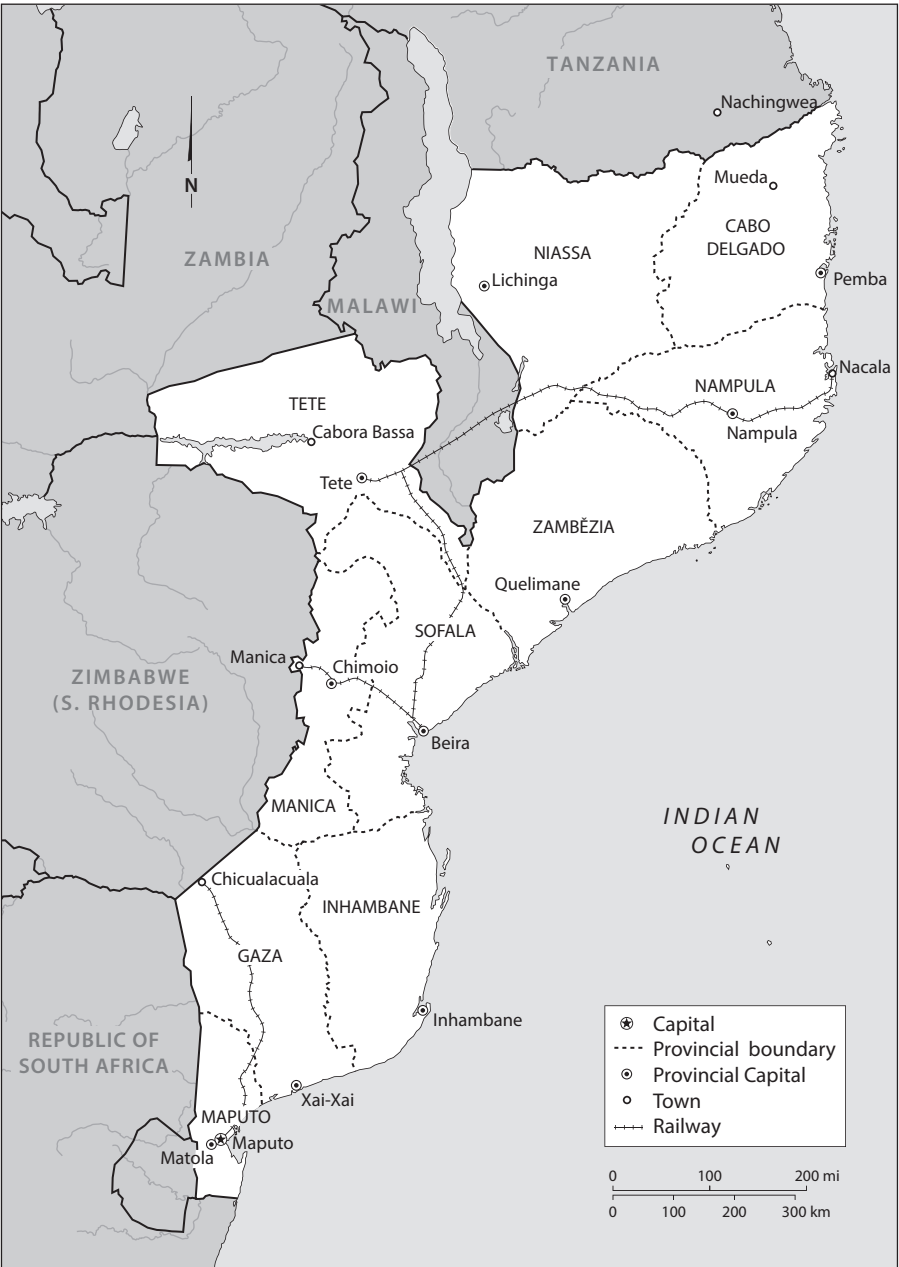 TANZANIA
Nachingwea
N
Mueda
CABO
DELGADO
NIASSA
ZAMBIA
Lichinga
Pemba
MALAWI
Nacala
NAMPULA
TETE
Cabora Bassa
Nampula
Tete
ZAMBĚZIA
Quelimane
SOFALA
Manica
Chimoio
ZIMBABWE
(S. RHODESIA)
Beira
MANICA
INDIAN
OCEAN
Chicualacuala
INHAMBANE
GAZA
Inhambane
REPUBLIC OF
SOUTH AFRICA
Xai-Xai
MAPUTO
Maputo
Matola
Capital
Provincial boundary
Provincial Capital
Town
Railway
0 100 200 mi
0 100 200 300 km